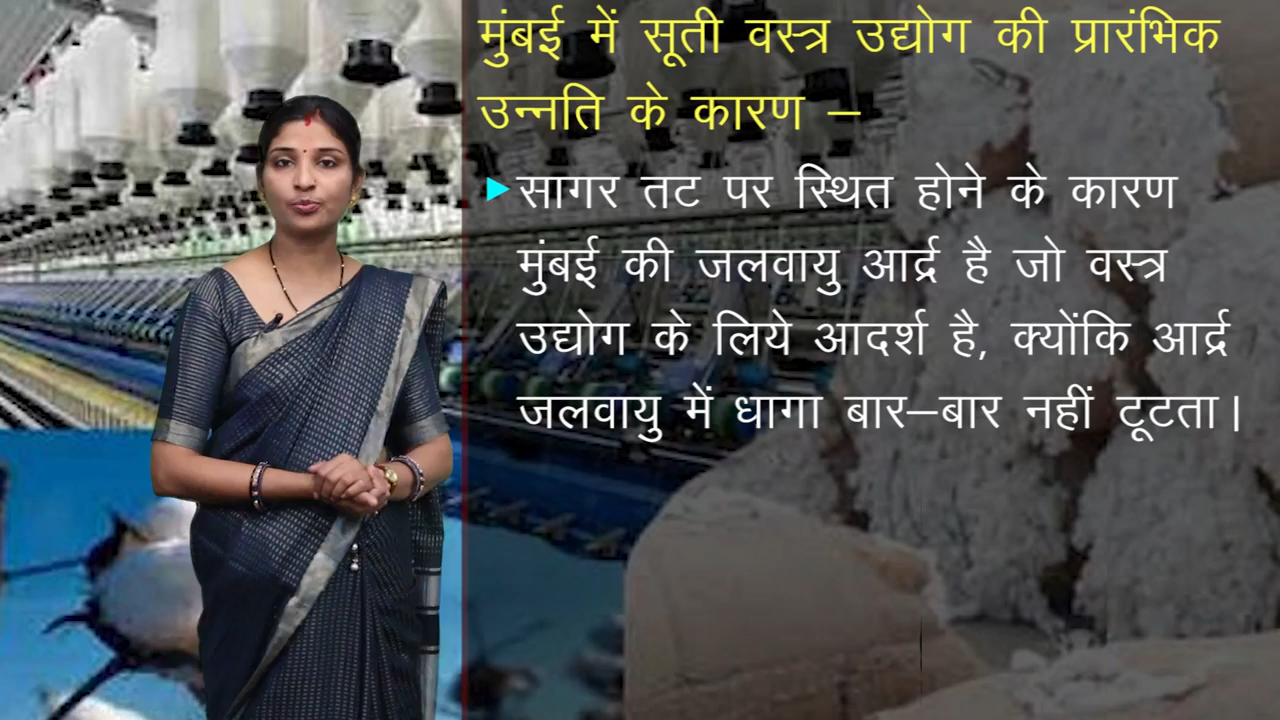 मुंबई में सूती वस्त्र उद्योग की प्रारंभिक
उन्नति के कारण –
सागर तट पर स्थित होने के कारण
मुंबई की जलवायु आर्द्र है जो वस्त्र
उद्योग के लिये आदर्श है, क्योंकि आर्द्र
जलवायु में धागा बार–बार नहीं टूटता।